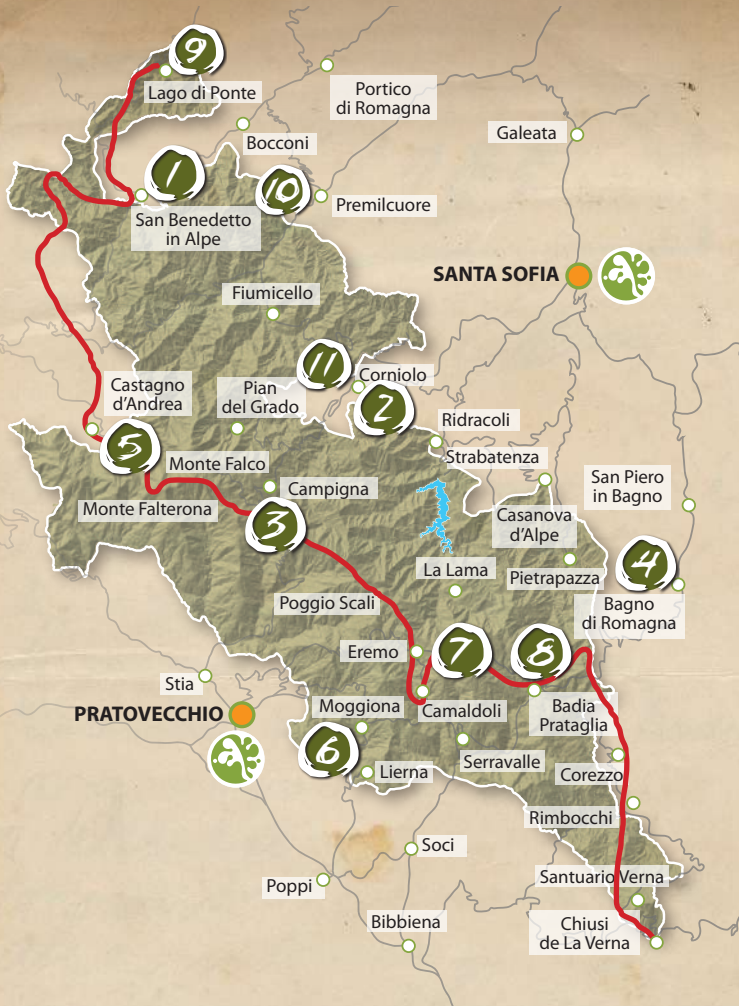 9
Lago di Ponte
Portico
di Romagna
Bocconi
Galeata
1
10
Premilcuore
San Benedetto
in Alpe
SANTA SOFIA
Fiumicello
11
Corniolo
Castagno
d'Andrea
Pian
del Grado
2
Ridracoli
5
Monte Falco
Strabatenza
San Piero
in Bagno
Campigna
Monte Falterona
3
Casanova
d'Alpe
4
La Lama
Pietrapazza
Poggio Scali
Bagno
di Romagna
Eremo
7
8
Stia
PRATOVECCHIO
Moggiona
Camaldoli
Badia
Prataglia
6
Lierna
Serravalle
Corezzo
Rimbocchi
Soci
Poppi
Santuario Verna
Bibbiena
Chiusi
de La Verna